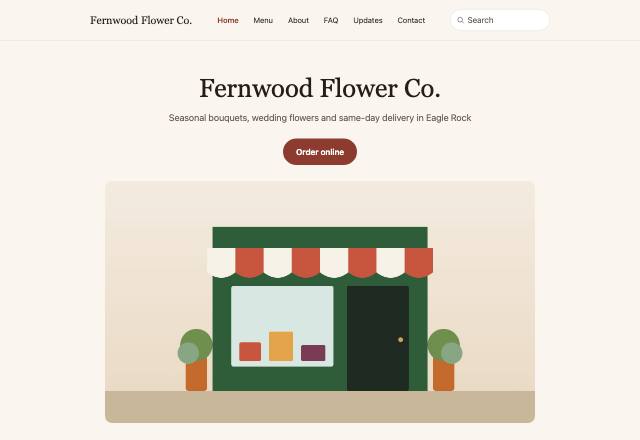 Fernwood Flower Co.
Home Menu About FAQ Updates Contact
Search
Fernwood Flower Co.
Seasonal bouquets, wedding flowers and same-day delivery in Eagle Rock
Order online